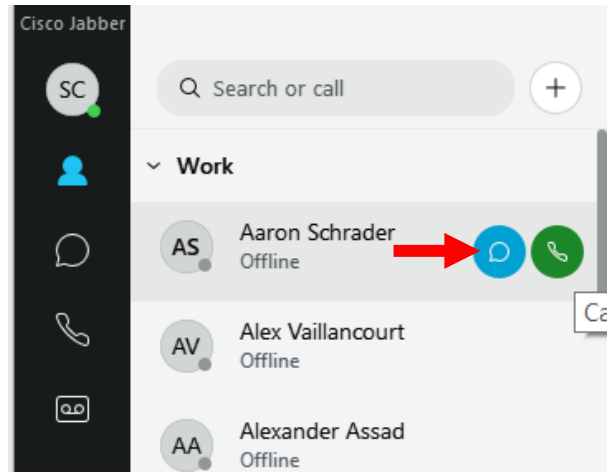 Cisco Jabber
SC
Search or call
Work
AS
Aaron Schrader
Offline
Ca
AV
Alex Vaillancourt
Offline
AA
Alexander Assad
Offline